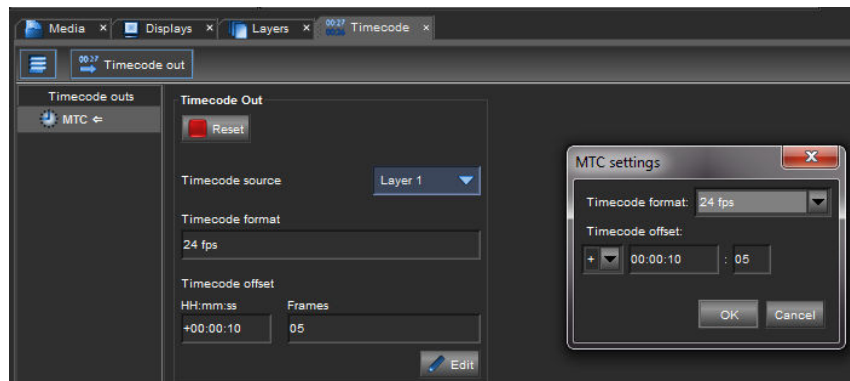 Media × Displays × Layers × 00:27 00:26 Timecode ×
00:27 Timecode out
Timecode outs
MTC ⇐
Timecode Out
Reset
Timecode source Layer 1
Timecode format
24 fps
Timecode offset
HH:mm:ss Frames
+00:00:10 05
Edit
MTC settings
Timecode format: 24 fps
Timecode offset:
+ 00:00:10 : 05
OK Cancel